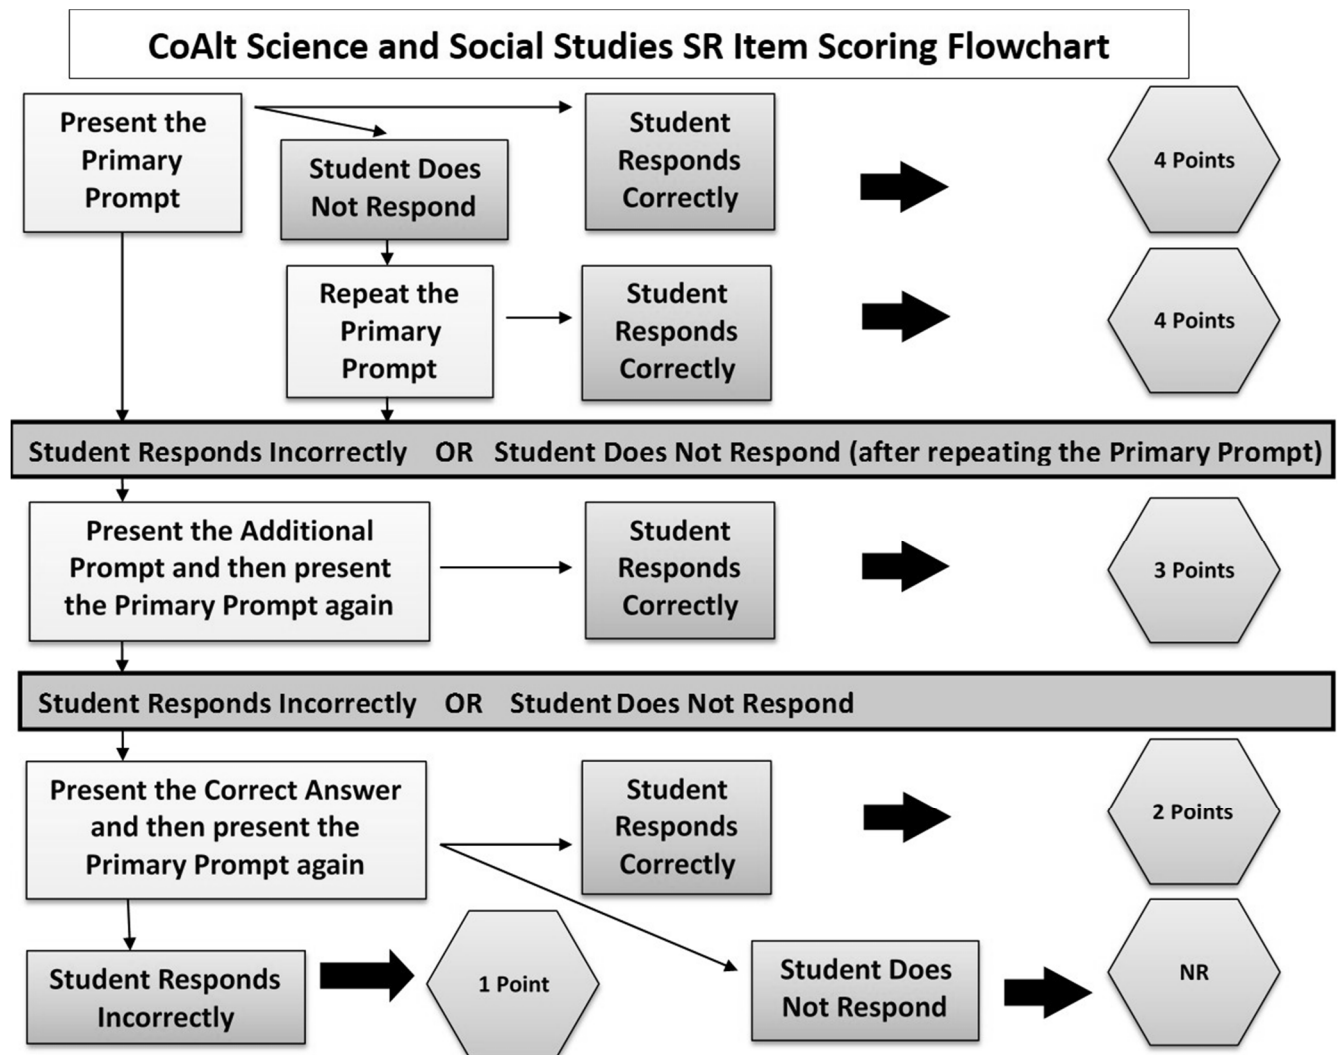 CoAlt Science and Social Studies SR Item Scoring Flowchart
Present the
Primary
Prompt
Student Does
Not Respond
Student
Responds
Correctly
4 Points
Repeat the
Primary
Prompt
Student
Responds
Correctly
4 Points
Student Responds Incorrectly OR Student Does Not Respond (after repeating the Primary Prompt)
Present the Additional
Prompt and then present
the Primary Prompt again
Student
Responds
Correctly
3 Points
Student Responds Incorrectly OR Student Does Not Respond
Present the Correct Answer
and then present the
Primary Prompt again
Student
Responds
Correctly
2 Points
Student Responds
Incorrectly
1 Point
Student Does
Not Respond
NR